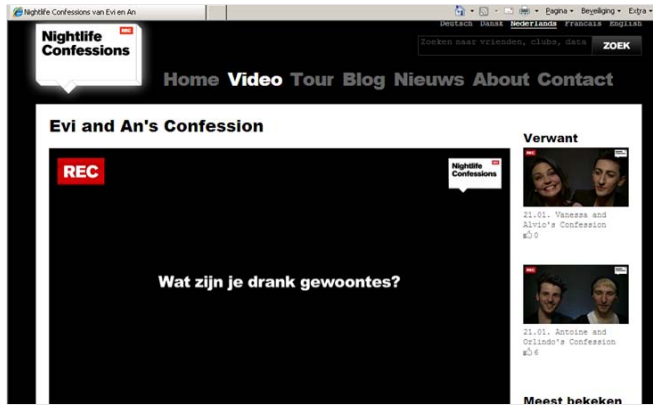 Nightlife Confessions van Evi en An
Pagina
Beveiliging
Extra
Deutsch Dansk Nederlands Francais English
Nightlife
Confessions
REC
Zoeken naar vrienden, clubs, data
ZOEK
Home Video Tour Blog Nieuws About Contact
Evi and An's Confession
REC
Nightlife
Confessions
Wat zijn je drank gewoontes?
Verwant
21.01. Vanessa and
Alvio's Confession
0
21.01. Antoine and
Orlindo's Confession
6
Meest bekeken